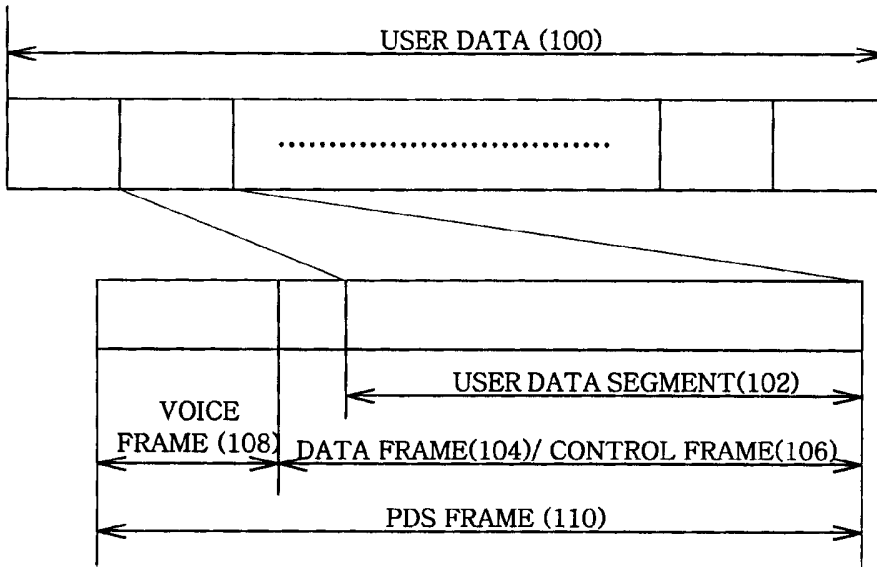 USER DATA (100)
USER DATA SEGMENT(102)
VOICE
FRAME (108)
DATA FRAME(104)/ CONTROL FRAME(106)
PDS FRAME (110)